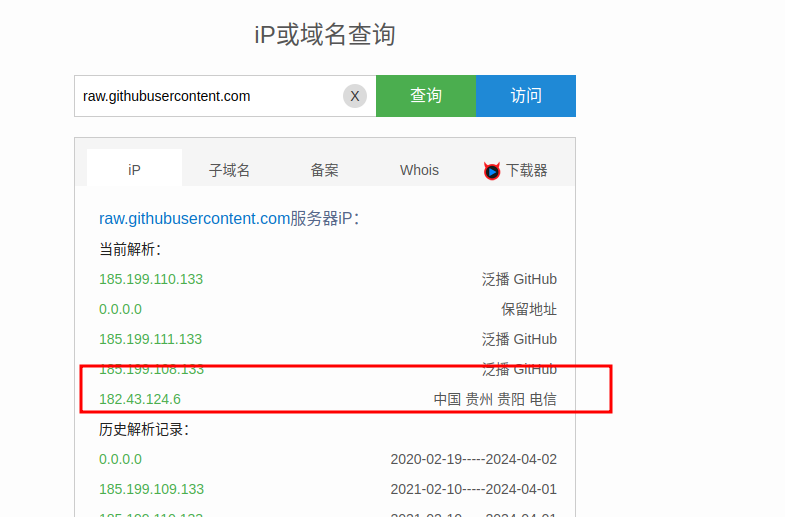 iP或域名查询
raw.githubusercontent.com X 查询 访问
iP 子域名 备案 Whois 下载器
raw.githubusercontent.com服务器iP：
当前解析：
185.199.110.133 泛播 GitHub
0.0.0.0 保留地址
185.199.111.133 泛播 GitHub
185.199.108.133 泛播 GitHub
182.43.124.6 中国 贵州 贵阳 电信
历史解析记录：
0.0.0.0 2020-02-19-----2024-04-02
185.199.109.133 2021-02-10-----2024-04-01